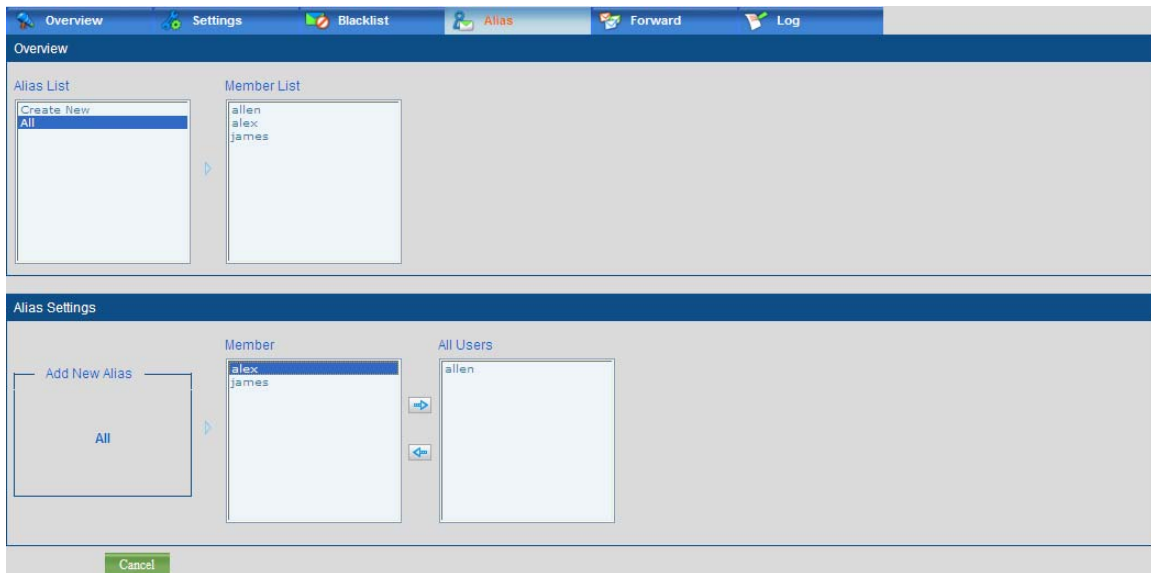 Overview Settings Blacklist Alias Forward Log
Overview
Alias List Member List
Create New
All
allen
alex
james
Alias Settings
Member All Users
Add New Alias
All
alex
james
allen
Cancel